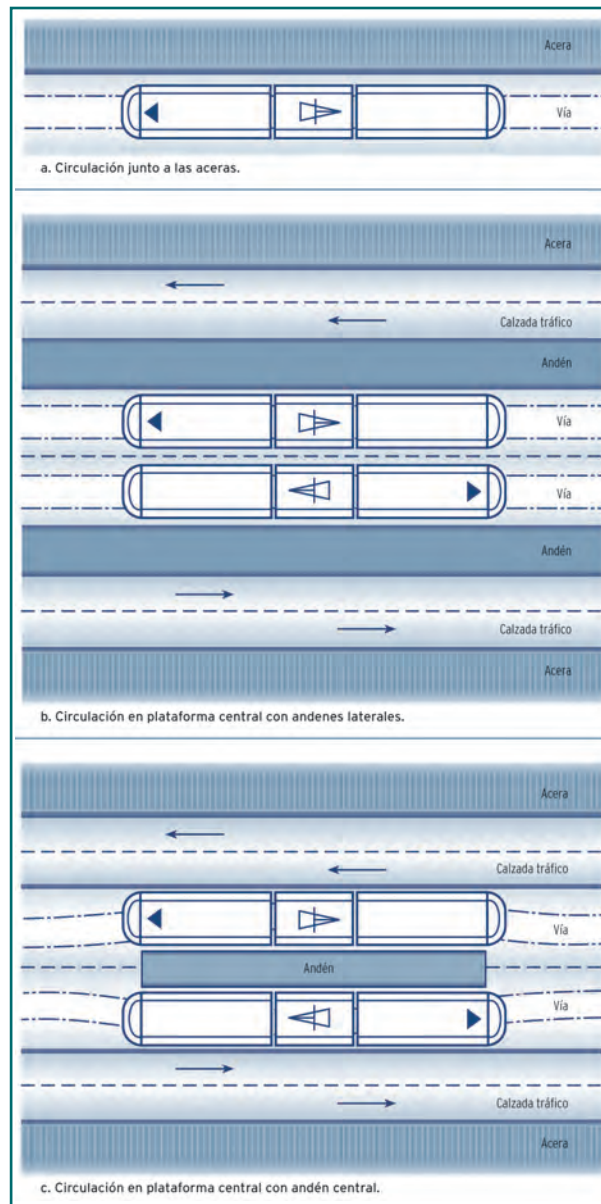 Acera
Vía
a. Circulación junto a las aceras.
Acera
Calzada tráfico
Andén
Vía
Vía
Andén
Calzada tráfico
Acera
b. Circulación en plataforma central con andenes laterales.
Acera
Calzada tráfico
Vía
Andén
Vía
Calzada tráfico
Acera
c. Circulación en plataforma central con andén central.